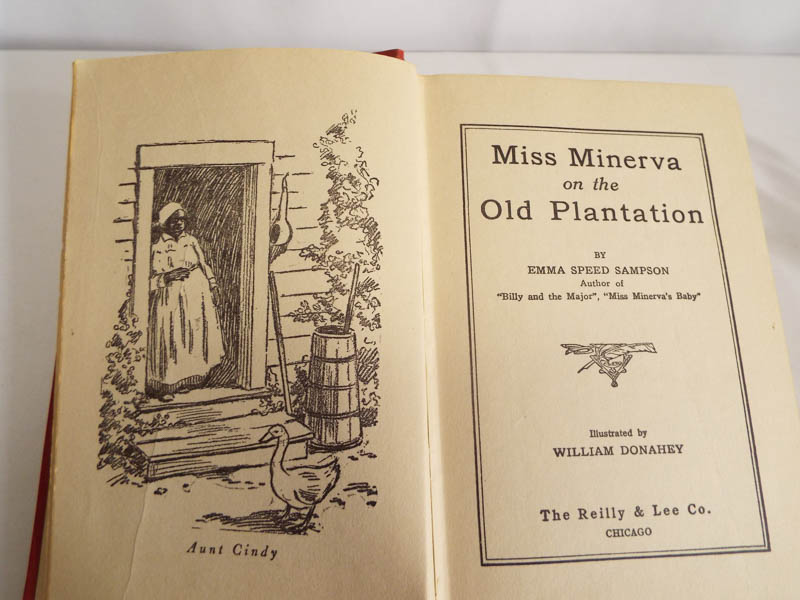 Aunt Cindy
Miss Minerva
on the
Old Plantation
BY
EMMA SPEED SAMPSON
Author of
"Billy and the Major", "Miss Minerva's Baby"
Illustrated by
WILLIAM DONAHEY
The Reilly & Lee Co.
CHICAGO